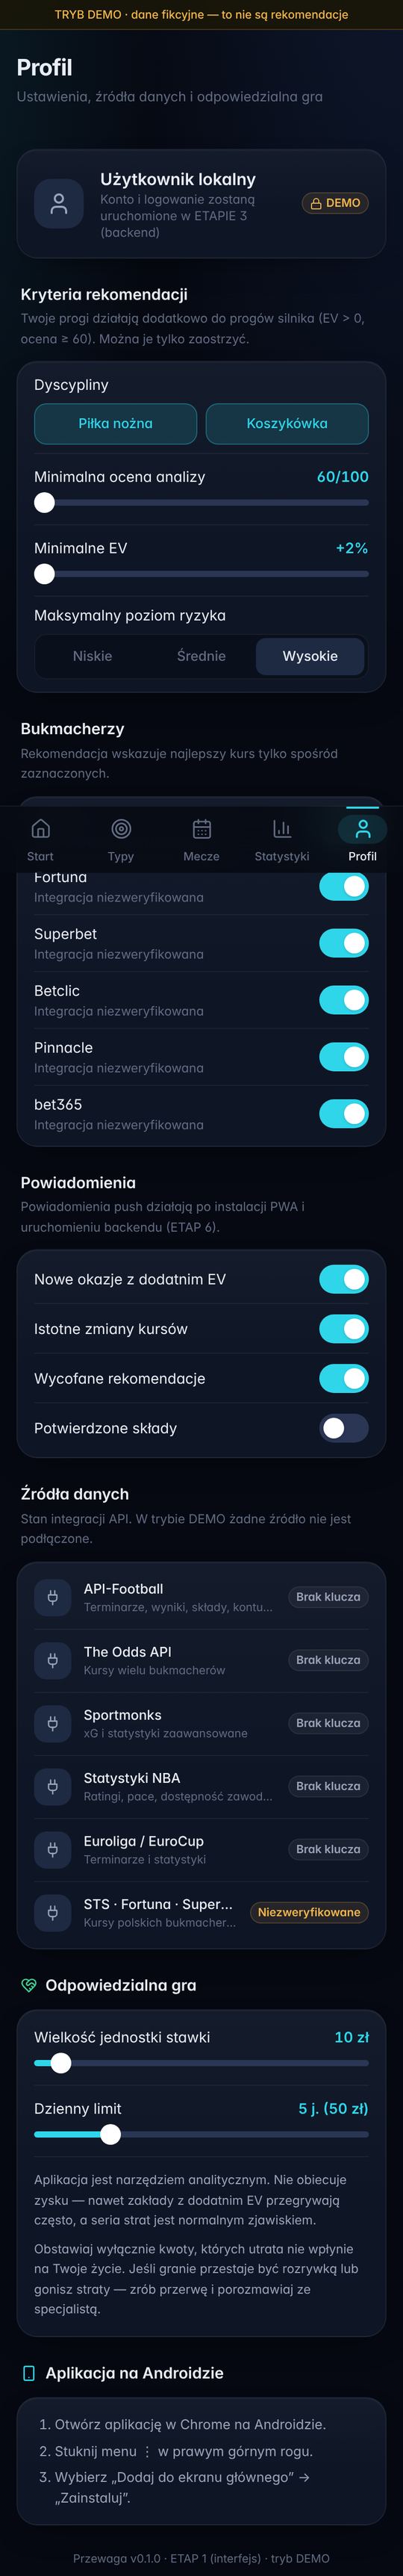 TRYB DEMO · dane fikcyjne — to nie są rekomendacje
Profil
Ustawienia, źródła danych i odpowiedzialna gra
Użytkownik lokalny
Konto i logowanie zostaną
uruchomione w ETAPIE 3
(backend)
DEMO
Kryteria rekomendacji
Twoje progi działają dodatkowo do progów silnika (EV > 0,
ocena ≥ 60). Można je tylko zaostrzyć.
Dyscypliny
Piłka nożna
Koszykówka
Minimalna ocena analizy
60/100
Minimalne EV
+2%
Maksymalny poziom ryzyka
Niskie
Średnie
Wysokie
Bukmacherzy
Rekomendacja wskazuje najlepszy kurs tylko spośród
zaznaczonych.
Start
Typy
Mecze
Statystyki
Profil
Fortuna
Integracja niezweryfikowana
Superbet
Integracja niezweryfikowana
Betclic
Integracja niezweryfikowana
Pinnacle
Integracja niezweryfikowana
bet365
Integracja niezweryfikowana
Powiadomienia
Powiadomienia push działają po instalacji PWA i
uruchomieniu backendu (ETAP 6).
Nowe okazje z dodatnim EV
Istotne zmiany kursów
Wycofane rekomendacje
Potwierdzone składy
Źródła danych
Stan integracji API. W trybie DEMO żadne źródło nie jest
podłączone.
API-Football
Terminarze, wyniki, składy, kontu...
Brak klucza
The Odds API
Kursy wielu bukmacherów
Brak klucza
Sportmonks
xG i statystyki zaawansowane
Brak klucza
Statystyki NBA
Ratingi, pace, dostępność zawod...
Brak klucza
Euroliga / EuroCup
Terminarze i statystyki
Brak klucza
STS · Fortuna · Super...
Kursy polskich bukmacher...
Niezweryfikowane
Odpowiedzialna gra
Wielkość jednostki stawki
10 zł
Dzienny limit
5 j. (50 zł)
Aplikacja jest narzędziem analitycznym. Nie obiecuje
zysku — nawet zakłady z dodatnim EV przegrywają
często, a seria strat jest normalnym zjawiskiem.
Obstawiaj wyłącznie kwoty, których utrata nie wpłynie
na Twoje życie. Jeśli granie przestaje być rozrywką lub
gonisz straty — zrób przerwę i porozmawiaj ze
specjalistą.
Aplikacja na Androidzie
1. Otwórz aplikację w Chrome na Androidzie.
2. Stuknij menu ⋮ w prawym górnym rogu.
3. Wybierz „Dodaj do ekranu głównego” →
„Zainstaluj”.
Przewaga v0.1.0 · ETAP 1 (interfejs) · tryb DEMO